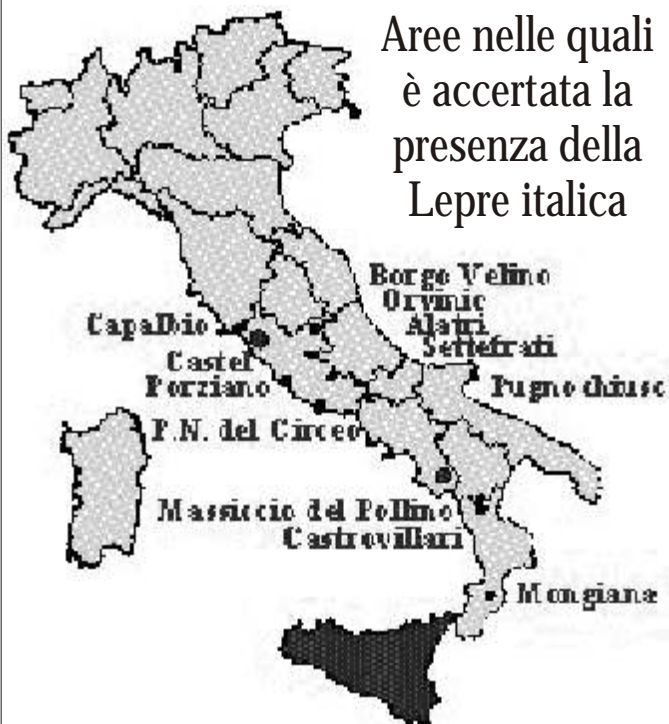 Aree nelle quali
è accertata la
presenza della
Lepre italica
Borgo Velino
Orvinio
Alatri
Settefrati
Capalbio
Castel
Porziano
Pugnochiuso
P.N. del Circeo
Massiccio del Pollino
Castrovillari
Mongiana